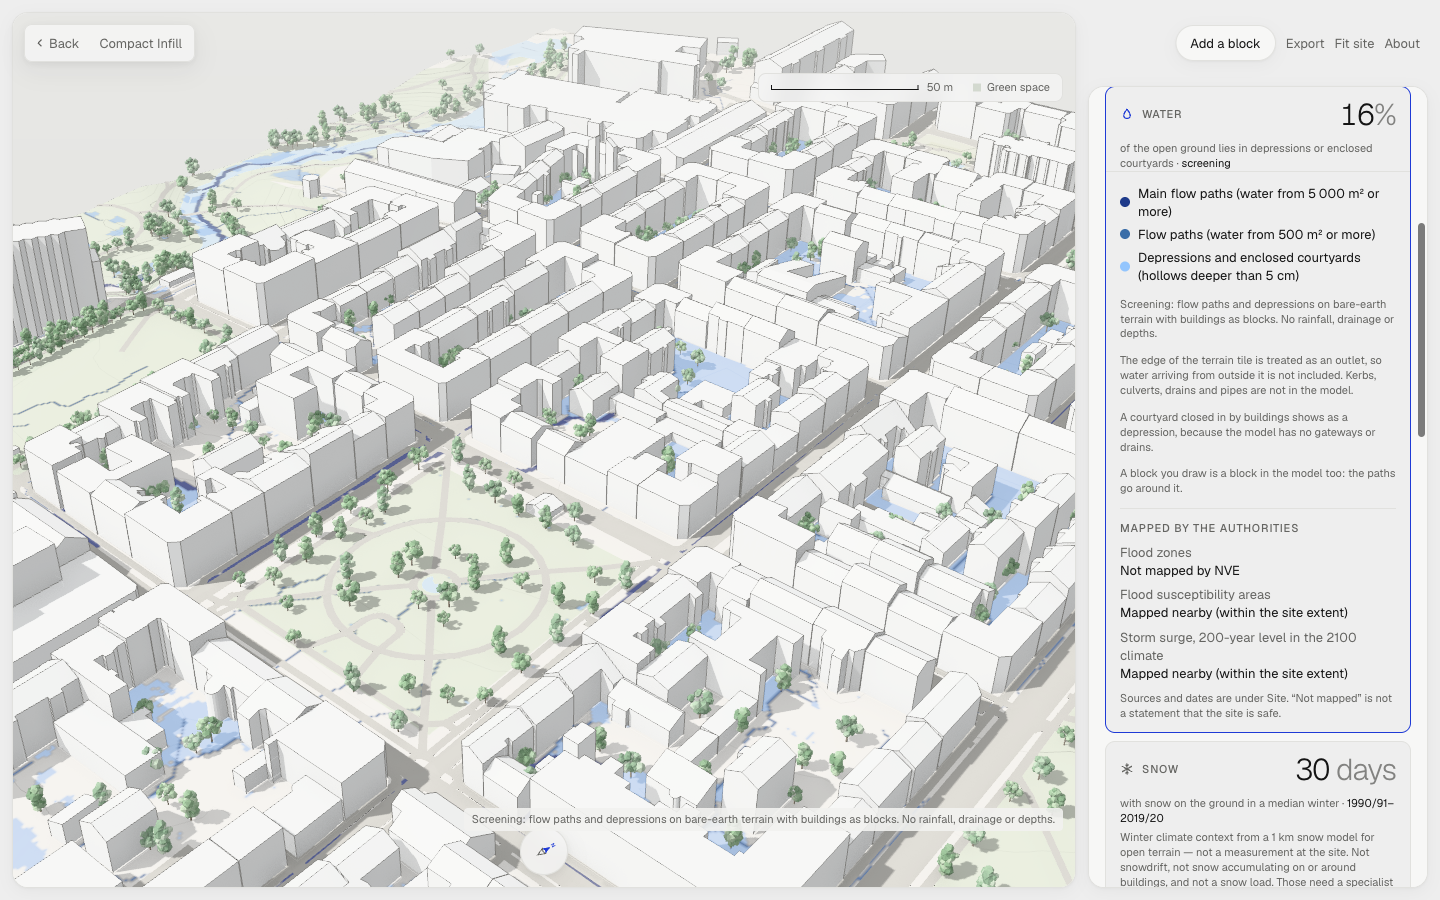 Back
Compact Infill
50 m
Green space
Screening: flow paths and depressions on bare-earth terrain with buildings as blocks. No rainfall, drainage or depths.
Add a block
Export
Fit site
About
WATER
16%
of the open ground lies in depressions or enclosed
courtyards · screening
Main flow paths (water from 5 000 m² or
more)
Flow paths (water from 500 m² or more)
Depressions and enclosed courtyards
(hollows deeper than 5 cm)
Screening: flow paths and depressions on bare-earth
terrain with buildings as blocks. No rainfall, drainage or
depths.
The edge of the terrain tile is treated as an outlet, so
water arriving from outside it is not included. Kerbs,
culverts, drains and pipes are not in the model.
A courtyard closed in by buildings shows as a
depression, because the model has no gateways or
drains.
A block you draw is a block in the model too: the paths
go around it.
MAPPED BY THE AUTHORITIES
Flood zones
Not mapped by NVE
Flood susceptibility areas
Mapped nearby (within the site extent)
Storm surge, 200-year level in the 2100
climate
Mapped nearby (within the site extent)
Sources and dates are under Site. “Not mapped” is not
a statement that the site is safe.
SNOW
30 days
with snow on the ground in a median winter · 1990/91–
2019/20
Winter climate context from a 1 km snow model for
open terrain — not a measurement at the site. Not
snowdrift, not snow accumulating on or around
buildings, and not a snow load. Those need a specialist